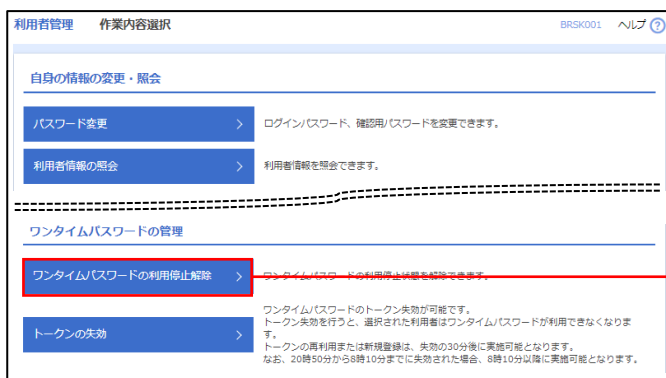 利用者管理 作業内容選択 BRSK001 ヘルプ ?
自身の情報の変更・照会
パスワード変更 > ログインパスワード、確認用パスワードを変更できます。
利用者情報の照会 > 利用者情報を照会できます。
ワンタイムパスワードの管理
ワンタイムパスワードの利用停止解除 > ワンタイムパスワードの利用停止状態を解除できます。
ワンタイムパスワードのトークン失効が可能です。
トークン失効を行うと、選択された利用者はワンタイムパスワードが利用できなくなりま
トークンの失効 > す。
トークンの再利用または新規登録は、失効の30分後に実施可能となります。
なお、20時50分から8時10分までに失効された場合、8時10分以降に実施可能となります。